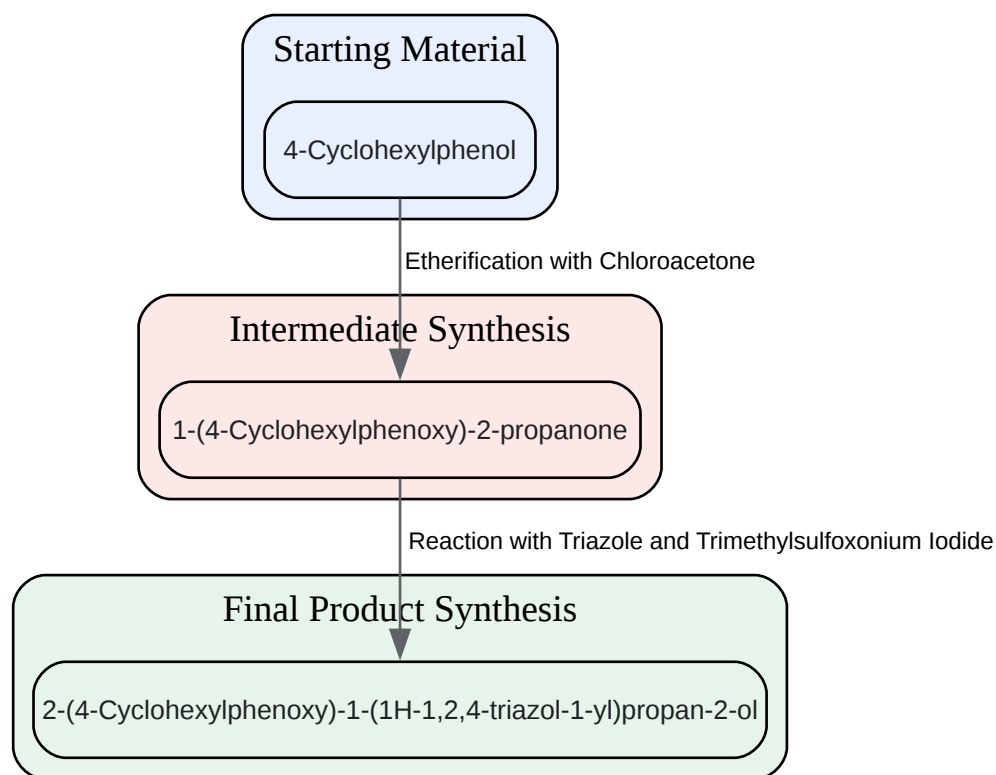 Starting Material
4-Cyclohexylphenol
Etherification with Chloroacetone
Intermediate Synthesis
1-(4-Cyclohexylphenoxy)-2-propanone
Reaction with Triazole and Trimethylsulfoxonium Iodide
Final Product Synthesis
2-(4-Cyclohexylphenoxy)-1-(1H-1,2,4-triazol-1-yl)propan-2-ol